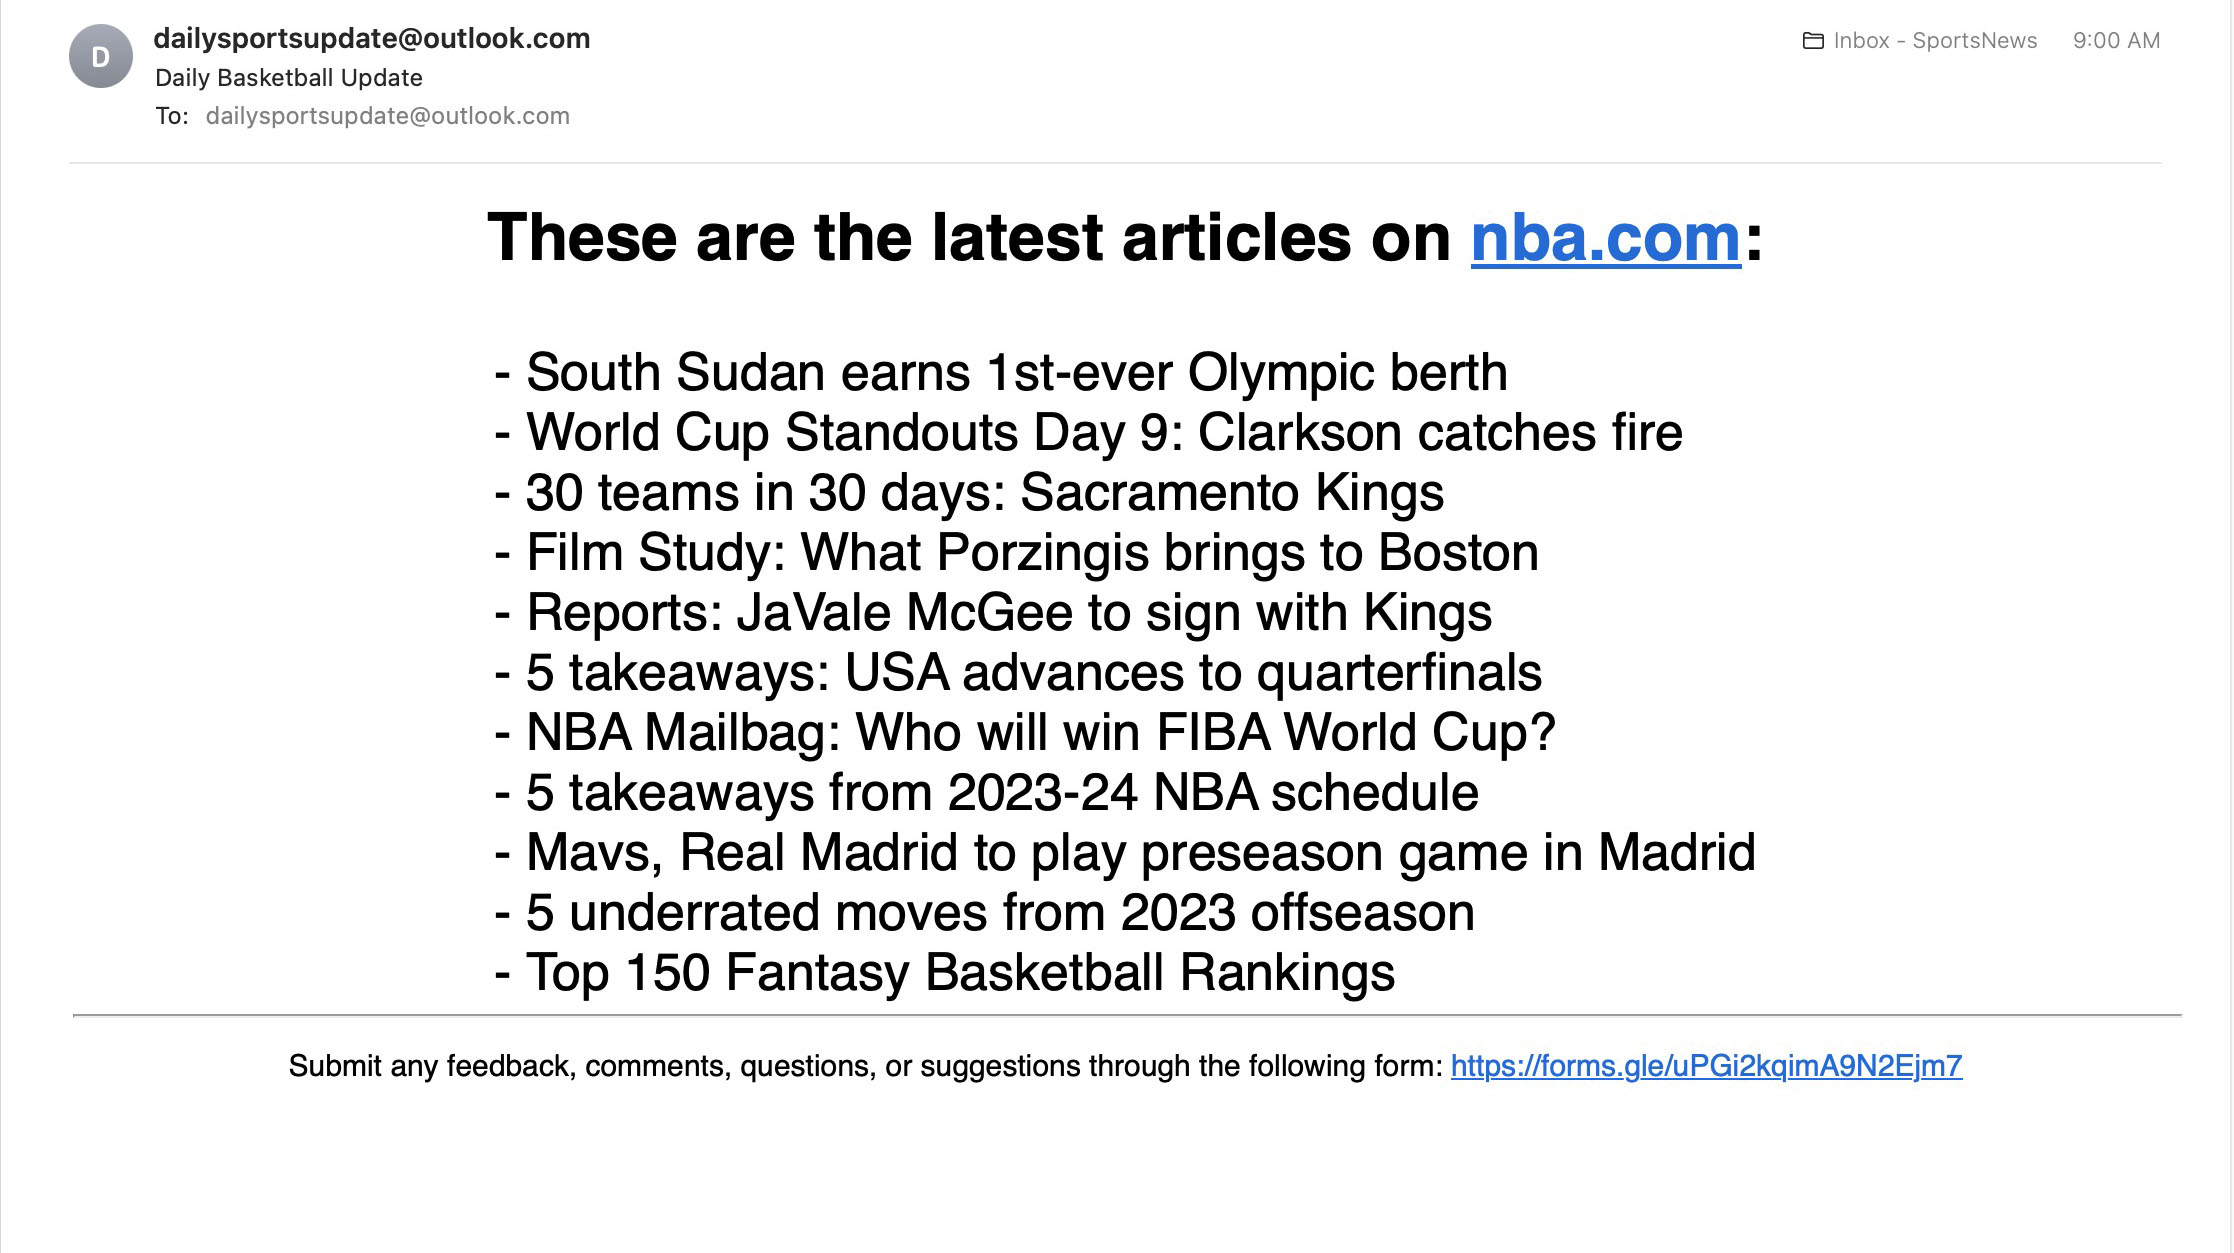 D
dailysportsupdate@outlook.com
Inbox - SportsNews 9:00 AM
Daily Basketball Update
To: dailysportsupdate@outlook.com
These are the latest articles on nba.com:
- South Sudan earns 1st-ever Olympic berth
- World Cup Standouts Day 9: Clarkson catches fire
- 30 teams in 30 days: Sacramento Kings
- Film Study: What Porzingis brings to Boston
- Reports: JaVale McGee to sign with Kings
- 5 takeaways: USA advances to quarterfinals
- NBA Mailbag: Who will win FIBA World Cup?
- 5 takeaways from 2023-24 NBA schedule
- Mavs, Real Madrid to play preseason game in Madrid
- 5 underrated moves from 2023 offseason
- Top 150 Fantasy Basketball Rankings
Submit any feedback, comments, questions, or suggestions through the following form: https://forms.gle/uPGi2kqimA9N2Ejm7